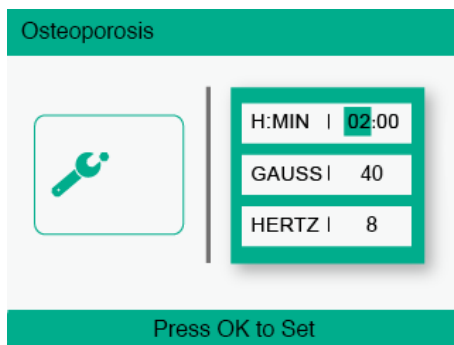 Osteoporosis
H:MIN | 02:00
GAUSS | 40
HERTZ | 8
Press OK to Set